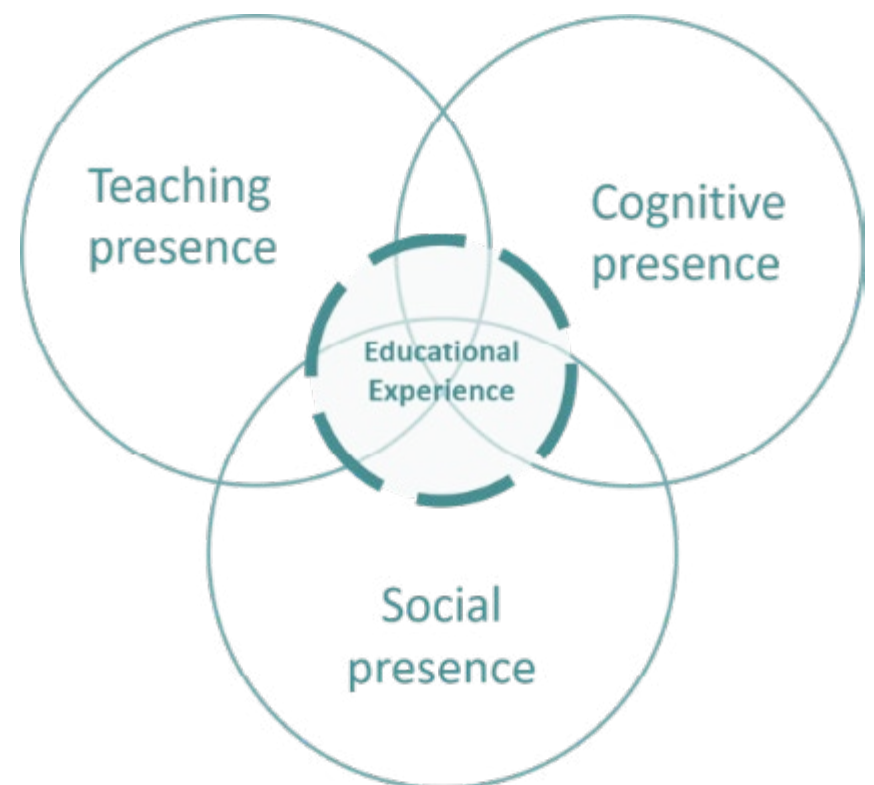 Teaching
presence
Cognitive
presence
Educational
Experience
Social
presence